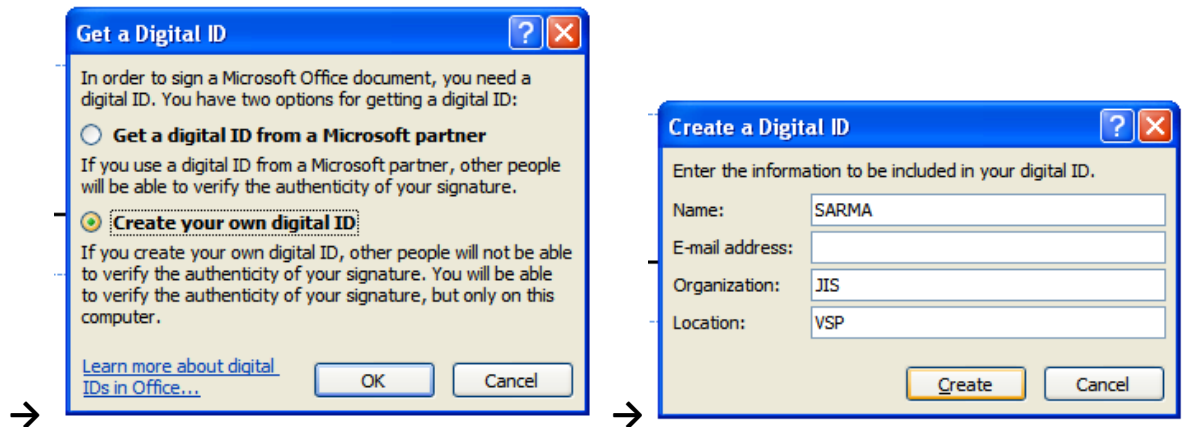 Get a Digital ID
In order to sign a Microsoft Office document, you need a
digital ID. You have two options for getting a digital ID:
Get a digital ID from a Microsoft partner
If you use a digital ID from a Microsoft partner, other people
will be able to verify the authenticity of your signature.
Create your own digital ID
If you create your own digital ID, other people will not be able
to verify the authenticity of your signature. You will be able
to verify the authenticity of your signature, but only on this
computer.
Learn more about digital
IDs in Office...
OK Cancel
Create a Digital ID
Enter the information to be included in your digital ID.
Name: SARMA
E-mail address:
Organization: JIS
Location: VSP
Create Cancel